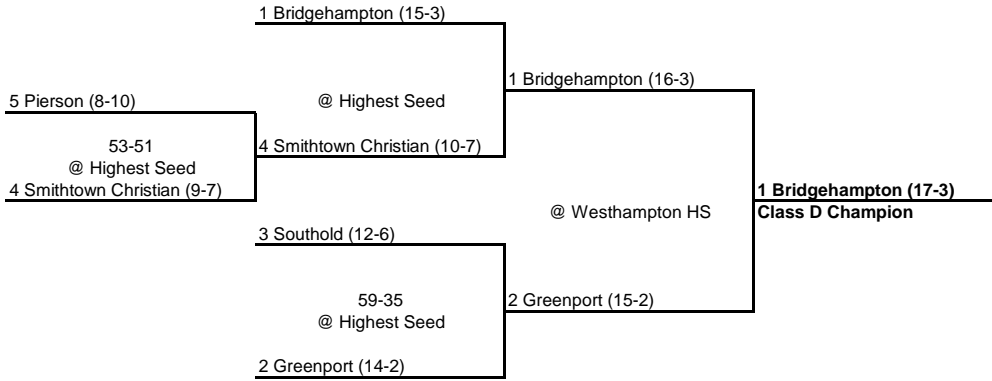 1 Bridgehampton (15-3)
1 Bridgehampton (16-3)
5 Pierson (8-10)
@ Highest Seed
53-51
@ Highest Seed
4 Smithtown Christian (10-7)
4 Smithtown Christian (9-7)
1 Bridgehampton (17-3)
@ Westhampton HS
Class D Champion
3 Southold (12-6)
59-35
@ Highest Seed
2 Greenport (15-2)
2 Greenport (14-2)